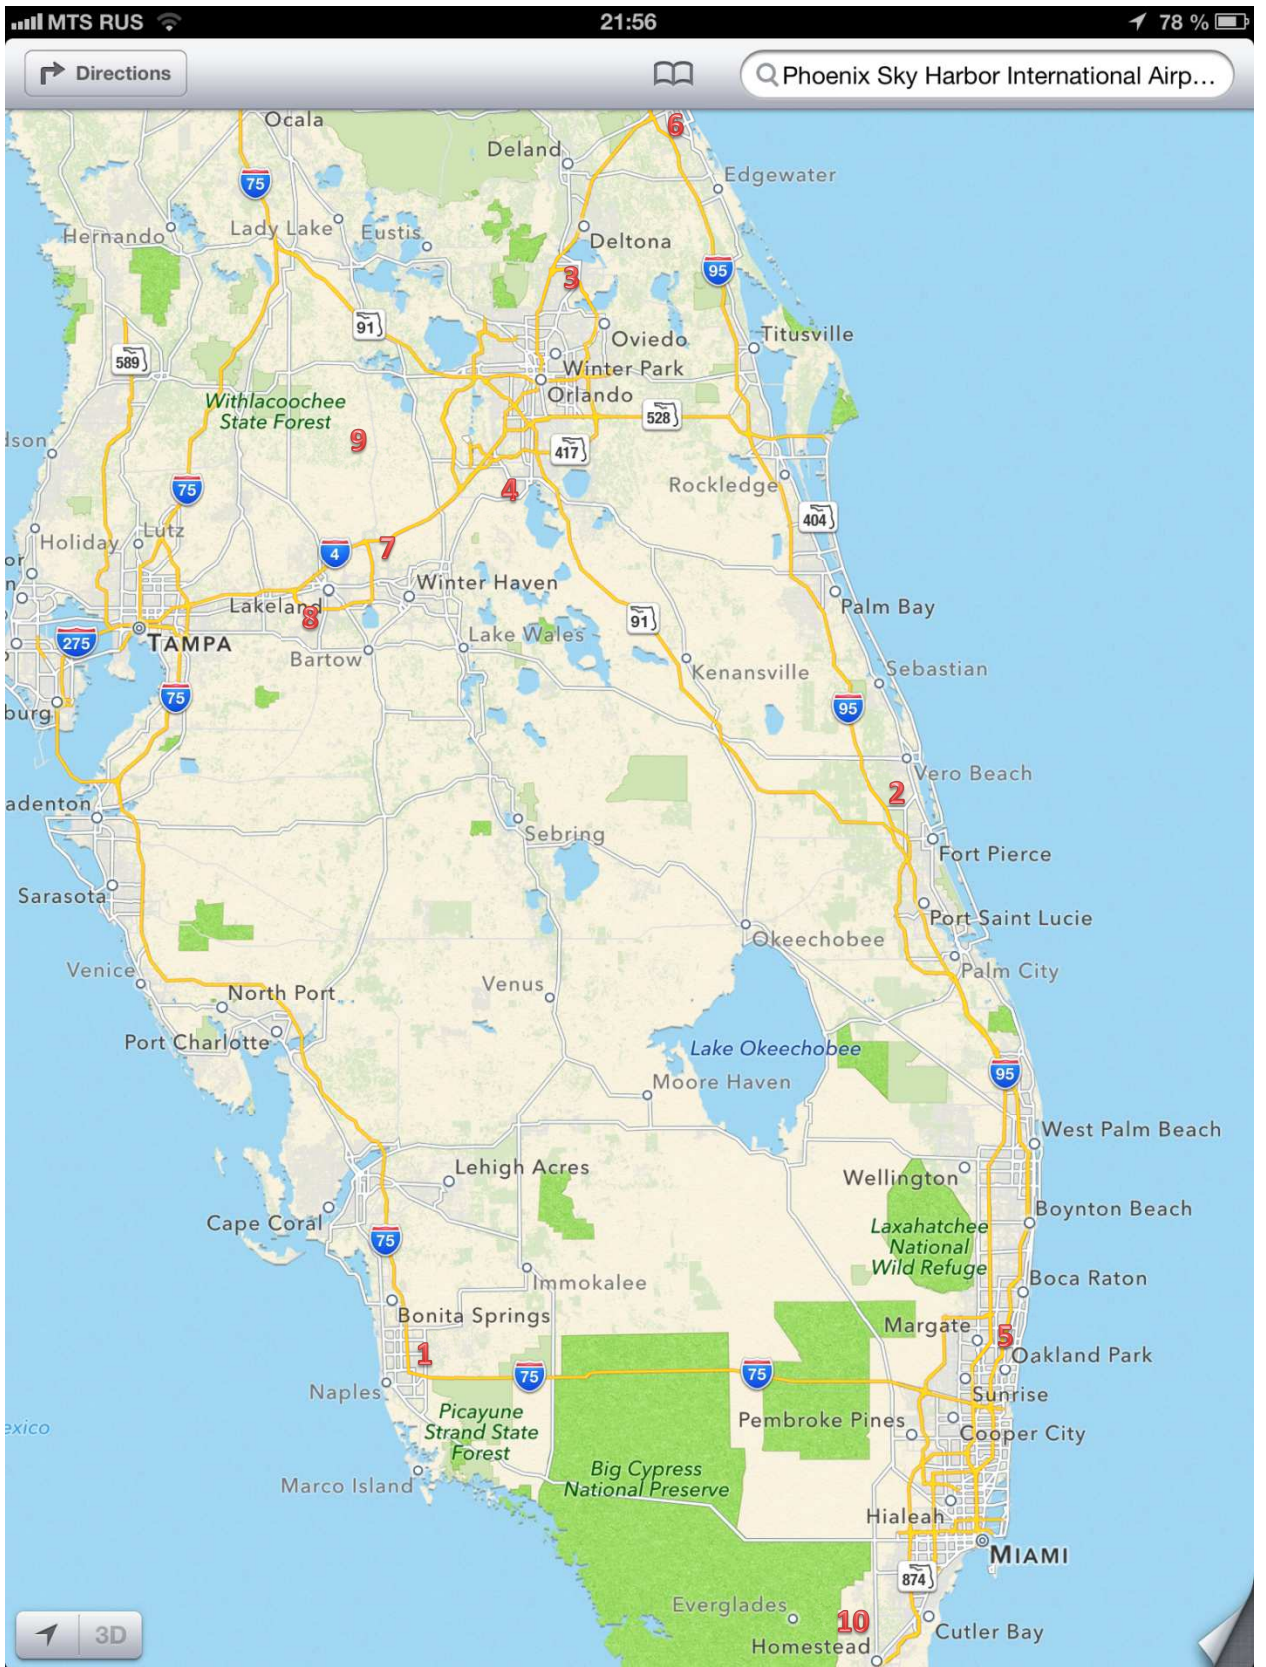 MTS RUS
21:56
78 %
Directions
Phoenix Sky Harbor International Airp...
Ocala
6
Deland
Edgewater
75
Hernando
Lady Lake
Eustis
Deltona
3
95
91
Oviedo
Titusville
589
Winter Park
Orlando
Withlacoochee
State Forest
528
9
417
75
4
Rockledge
404
Lutz
Holiday
7
4
Winter Haven
Lakeland
8
Palm Bay
91
275
TAMPA
Lake Wales
Bartow
Kenansville
Sebastian
75
95
burg
Vero Beach
2
adenton
Sebring
Fort Pierce
Sarasota
Port Saint Lucie
Okeechobee
Venice
Palm City
Venus
North Port
Port Charlotte
Lake Okeechobee
95
Moore Haven
West Palm Beach
Lehigh Acres
Wellington
Cape Coral
Boynton Beach
Laxahatchee
National
Wild Refuge
75
Immokalee
Boca Raton
Bonita Springs
Margate
5
1
Oakland Park
75
75
Naples
Sunrise
Picayune
Strand State
Forest
Pembroke Pines
Cooper City
exico
Big Cypress
National Preserve
Marco Island
Hialeah
MIAMI
874
Everglades
10
Cutler Bay
Homestead
3D